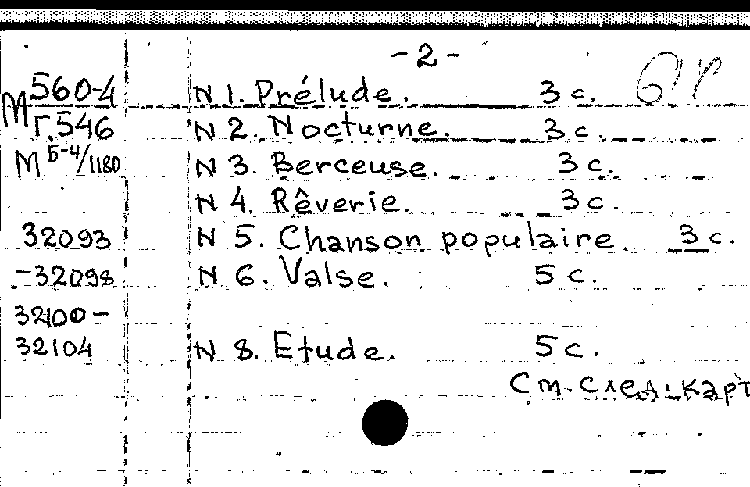 - 2 -
М 560-4 N 1. Prélude. 3 с.
Г.546 N 2. Nocturne. 3 с.
М Б-4/1180 N 3. Berceuse. 3 с.
N 4. Rêverie. 3 с.
32093 N 5. Chanson populaire. 3 с.
-32098 N 6. Valse. 5 с.
32100-
32104 N 8. Etude. 5 с.
См. след. карт